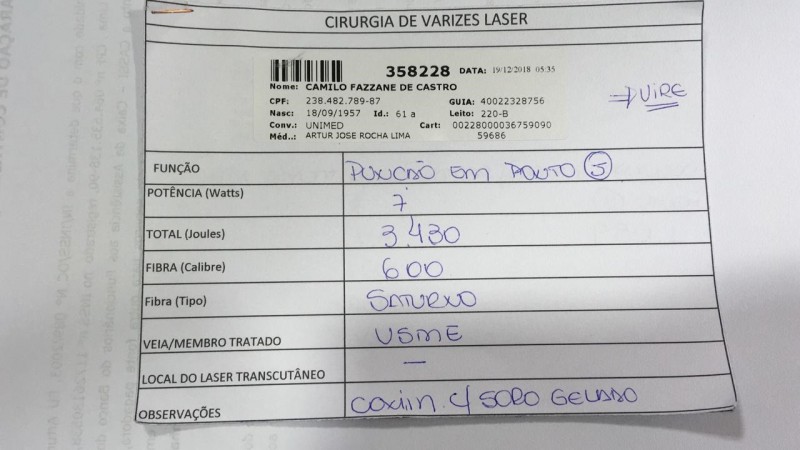 CIRURGIA DE VARIZES LASER
358228 DATA: 19/12/2018 05:35
Nome: CAMILO FAZZANE DE CASTRO
CPF: 238.482.789-87 GUIA: 40022328756
Nasc: 18/09/1957 Id.: 61 a Leito: 220-B
Conv.: UNIMED Cart: 00228000036759090
Méd..: ARTUR JOSE ROCHA LIMA 59686
⇒ VIRE
FUNÇÃO PUNCÃO EM PONTO 5
POTÊNCIA (Watts) 7
TOTAL (Joules) 3.430
FIBRA (Calibre) 600
Fibra (Tipo) SATURNO
VEIA/MEMBRO TRATADO VSME
LOCAL DO LASER TRANSCUTÂNEO —
OBSERVAÇÕES COXIM C/ SORO GELADO